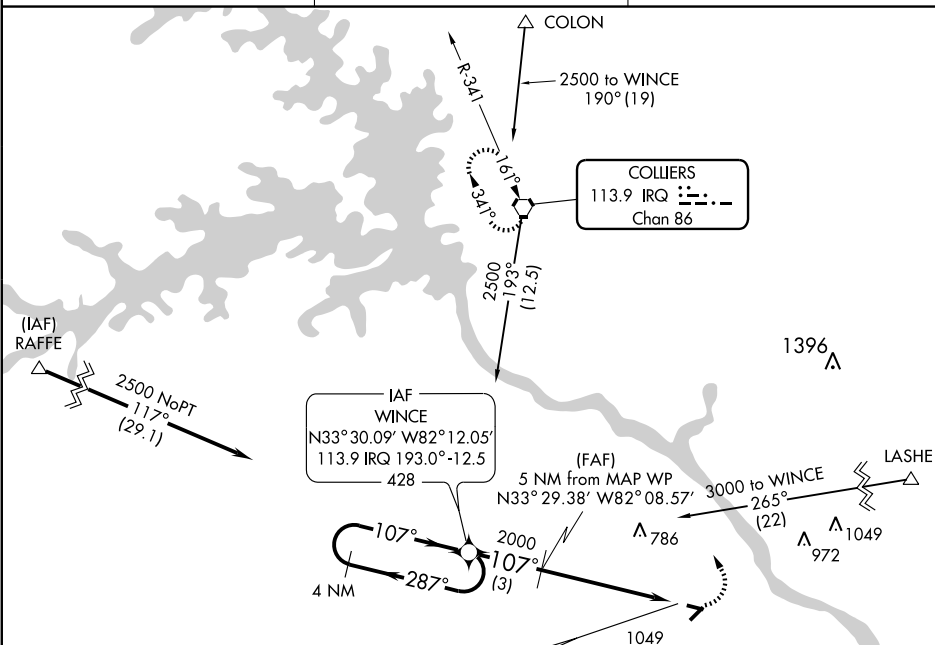 COLON
2500 to WINCE
190° (19)
R-341
161°
341°
COLLIERS
113.9 IRQ
Chan 86
2500
193°
(12.5)
(IAF)
RAFFE
2500 NoPT
117°
(29.1)
1396
IAF
WINCE
N33°30.09' W82°12.05'
113.9 IRQ 193.0°-12.5
428
(FAF)
5 NM from MAP WP
N33°29.38' W82°08.57'
LASHE
3000 to WINCE
265°
(22)
786
1049
972
107°
287°
4 NM
2000
107°
(3)
1049